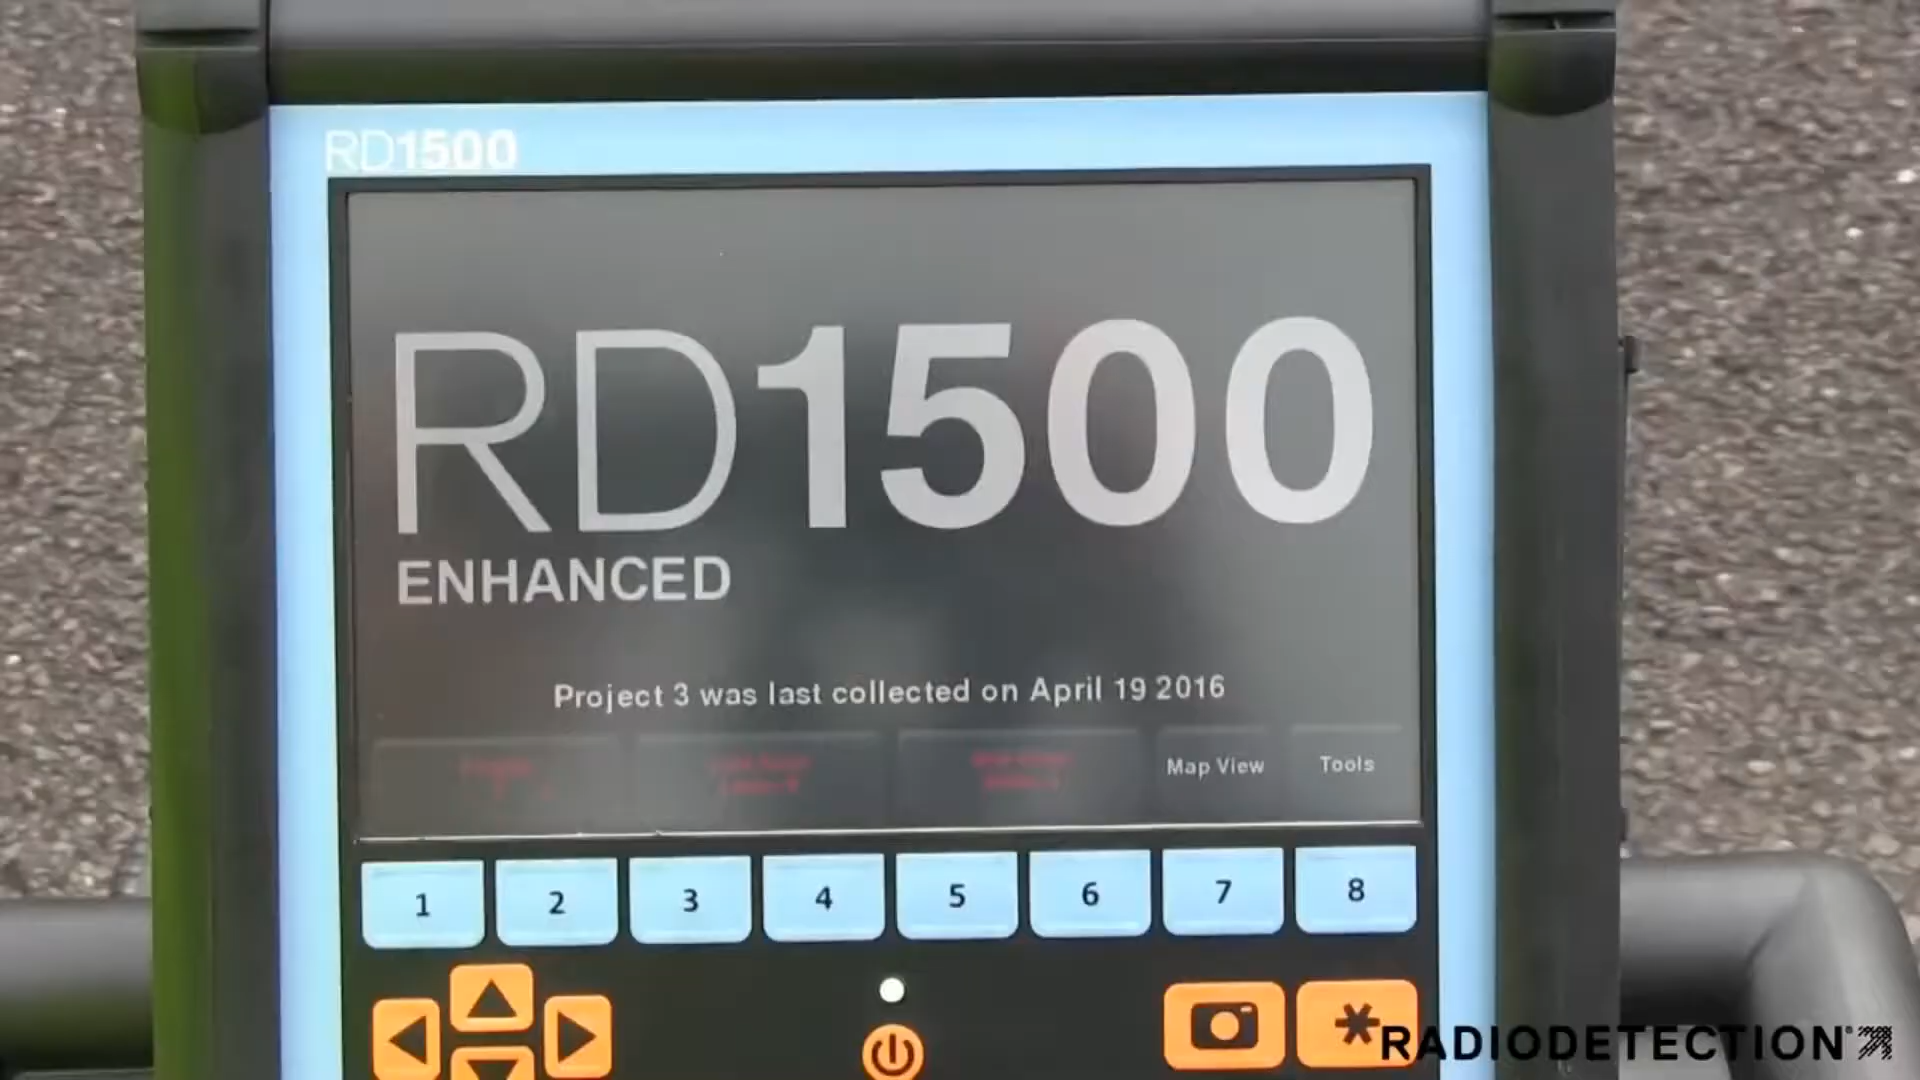 RD1500
RD1500
ENHANCED
Project 3 was last collected on April 19 2016
Map View
Tools
1 2 3 4 5 6 7 8
RADIODETECTION®